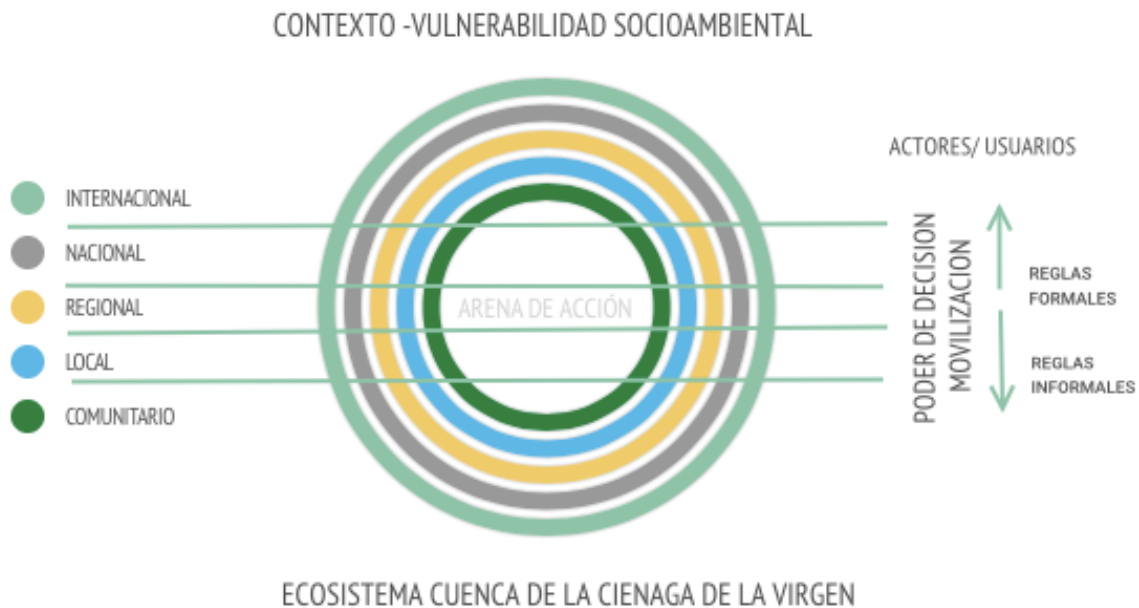 CONTEXTO -VULNERABILIDAD SOCIOAMBIENTAL
ACTORES/ USUARIOS
INTERNACIONAL
NACIONAL
REGIONAL
LOCAL
COMUNITARIO
ARENA DE ACCIÓN
PODER DE DECISION
MOVILIZACION
REGLAS
FORMALES
REGLAS
INFORMALES
ECOSISTEMA CUENCA DE LA CIENAGA DE LA VIRGEN